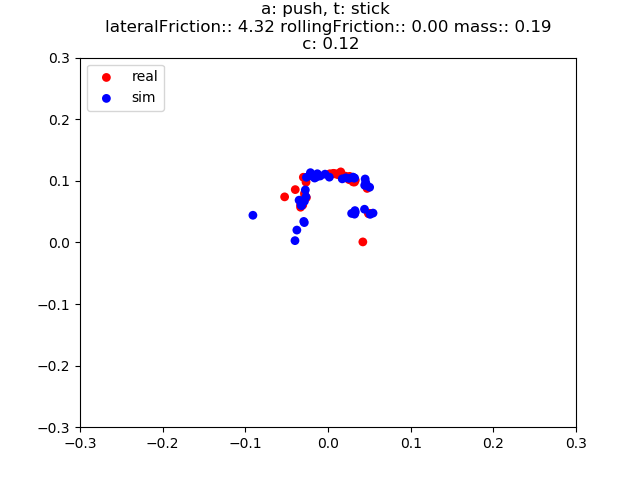 a: push, t: stick
lateralFriction:: 4.32 rollingFriction:: 0.00 mass:: 0.19
c: 0.12
real
sim
0.3
0.2
0.1
0.0
−0.1
−0.2
−0.3
−0.3 −0.2 −0.1 0.0 0.1 0.2 0.3